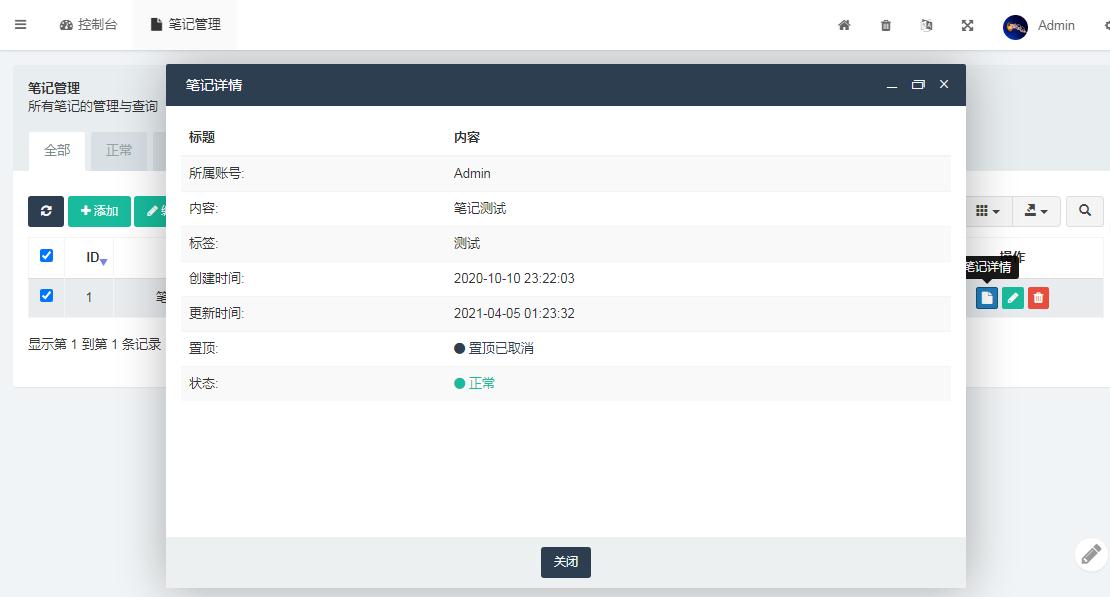 控制台 笔记管理 Admin
笔记管理
所有笔记的管理与查询
全部 正常
添加
ID 操作
1 笔
显示第 1 到第 1 条记录
笔记详情
笔记详情
标题 内容
所属账号: Admin
内容: 笔记测试
标签: 测试
创建时间: 2020-10-10 23:22:03
更新时间: 2021-04-05 01:23:32
置顶: 置顶已取消
状态: 正常
关闭